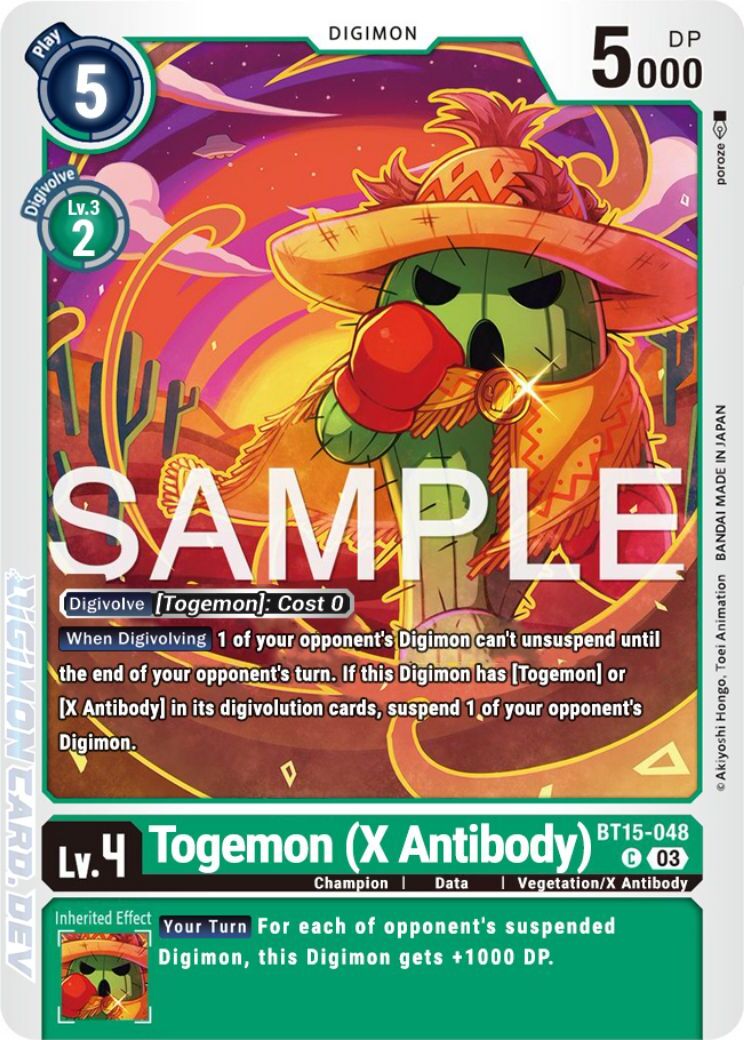 DIGIMON
Play
5
DP
5000
Digivolve
Lv.3
2
poroze
SAMPLE
Digivolve [Togemon]: Cost 0
When Digivolving 1 of your opponent's Digimon can't unsuspend until
the end of your opponent's turn. If this Digimon has [Togemon] or
[X Antibody] in its digivolution cards, suspend 1 of your opponent's
Digimon.
© Akiyoshi Hongo, Toei Animation BANDAI MADE IN JAPAN
DIGIMONCARD.DEV
Lv.4
Togemon (X Antibody)
BT15-048
C 03
Champion | Data | Vegetation/X Antibody
Inherited Effect
Your Turn For each of opponent's suspended
Digimon, this Digimon gets +1000 DP.